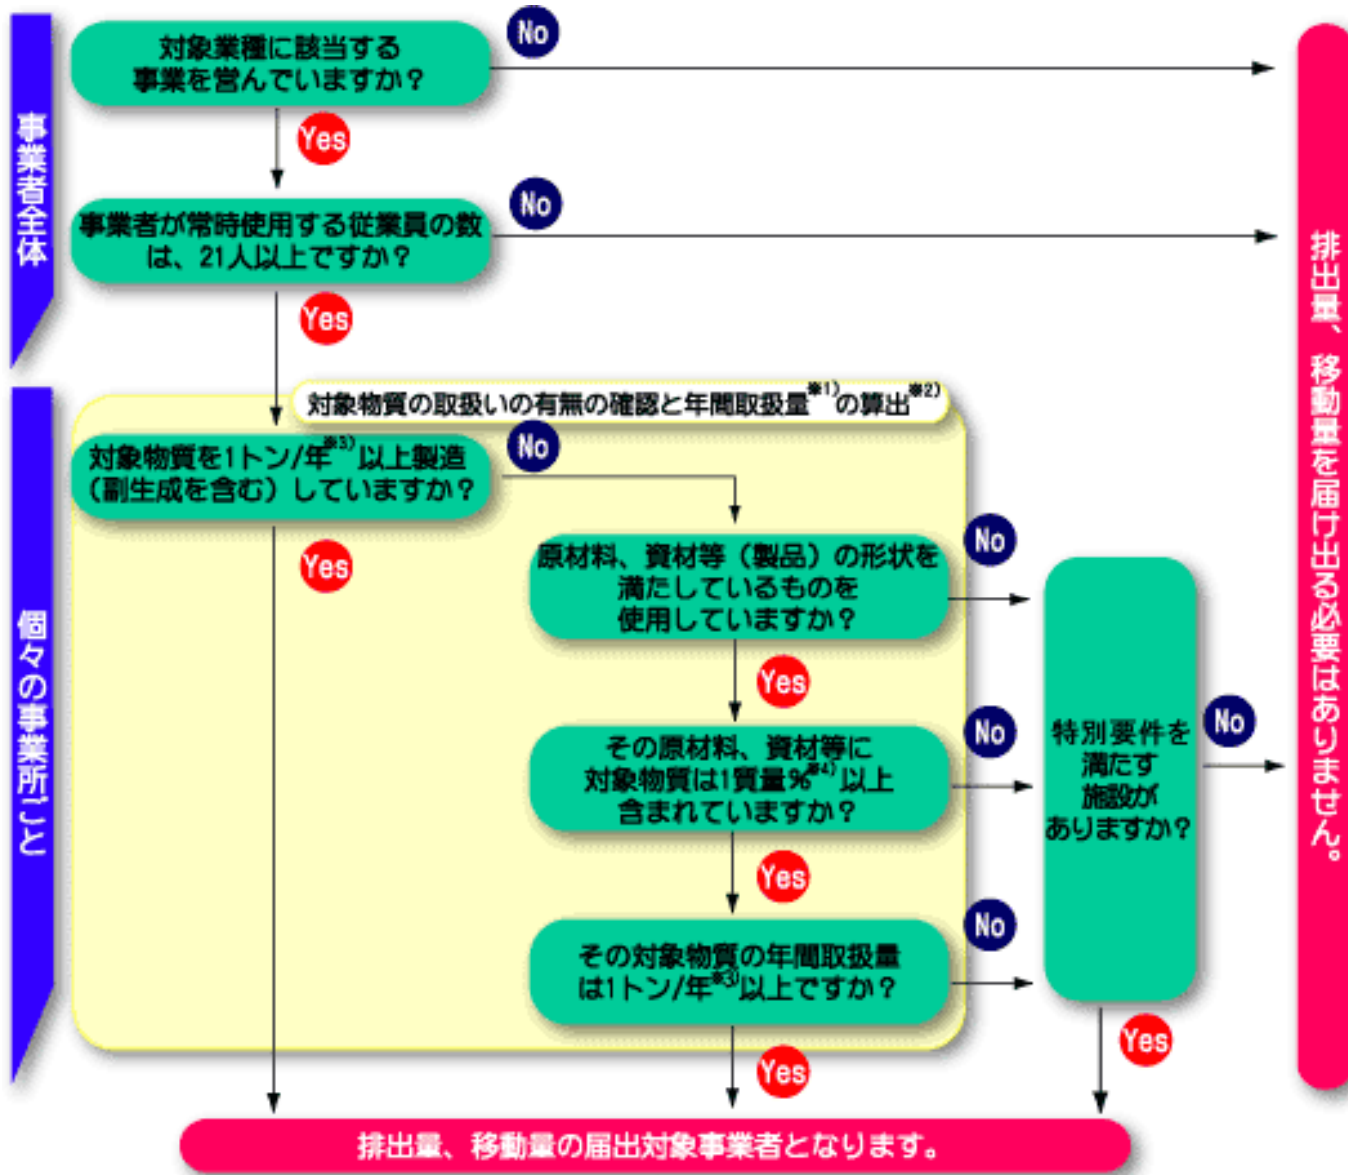 事業者全体
対象業種に該当する
事業を営んでいますか？
No
Yes
事業者が常時使用する従業員の数
は、21人以上ですか？
No
Yes
個々の事業所ごと
対象物質の取扱いの有無の確認と年間取扱量※1)の算出※2)
対象物質を1トン/年※3)以上製造
（副生成を含む）していますか？
No
Yes
原材料、資材等（製品）の形状を
満たしているものを
使用していますか？
No
Yes
その原材料、資材等に
対象物質は1質量%※4)以上
含まれていますか？
No
Yes
その対象物質の年間取扱量
は1トン/年※3)以上ですか？
No
Yes
特別要件を
満たす
施設が
ありますか？
No
Yes
排出量、移動量を届け出る必要はありません。
排出量、移動量の届出対象事業者となります。